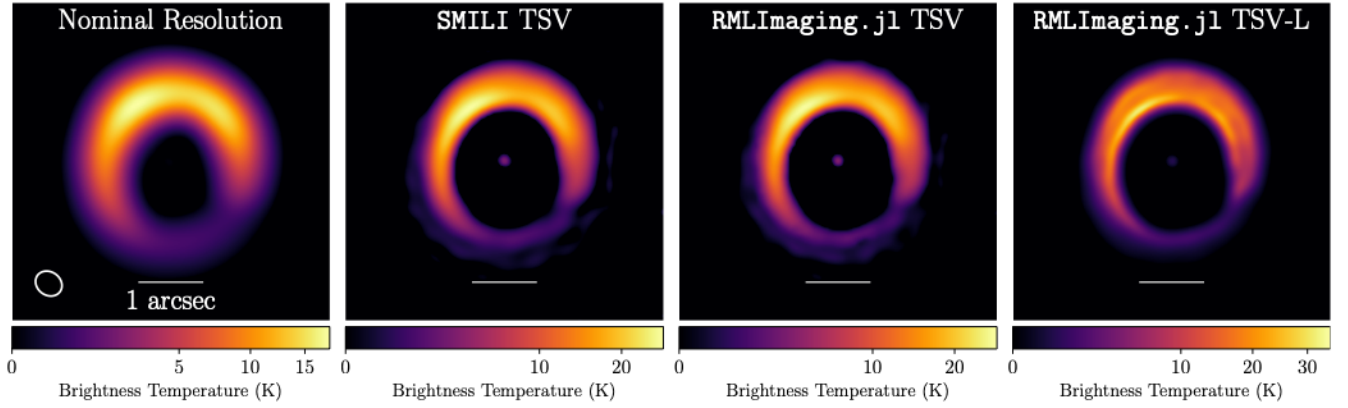 Nominal Resolution
1 arcsec
0 5 10 15
Brightness Temperature (K)
SMILI TSV
0 10 20
Brightness Temperature (K)
RMLImaging.jl TSV
0 10 20
Brightness Temperature (K)
RMLImaging.jl TSV-L
0 10 20 30
Brightness Temperature (K)